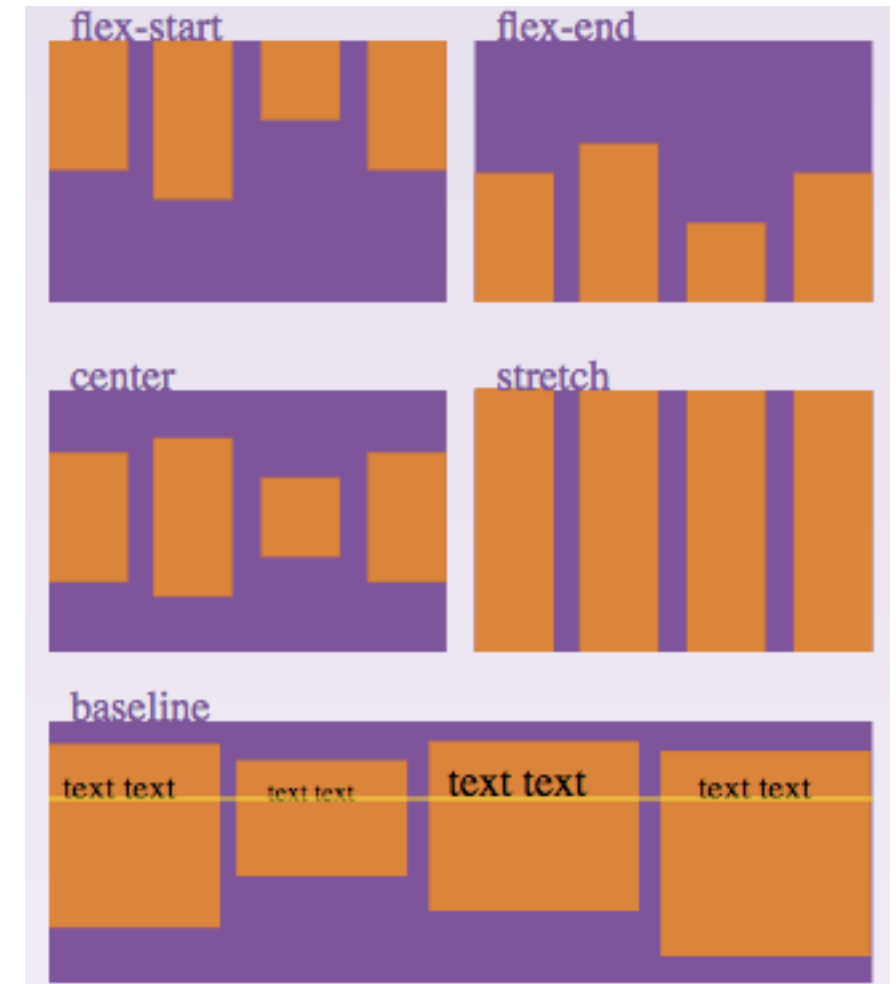 flex-start
flex-end
center
stretch
baseline
text text
text text
text text
text text